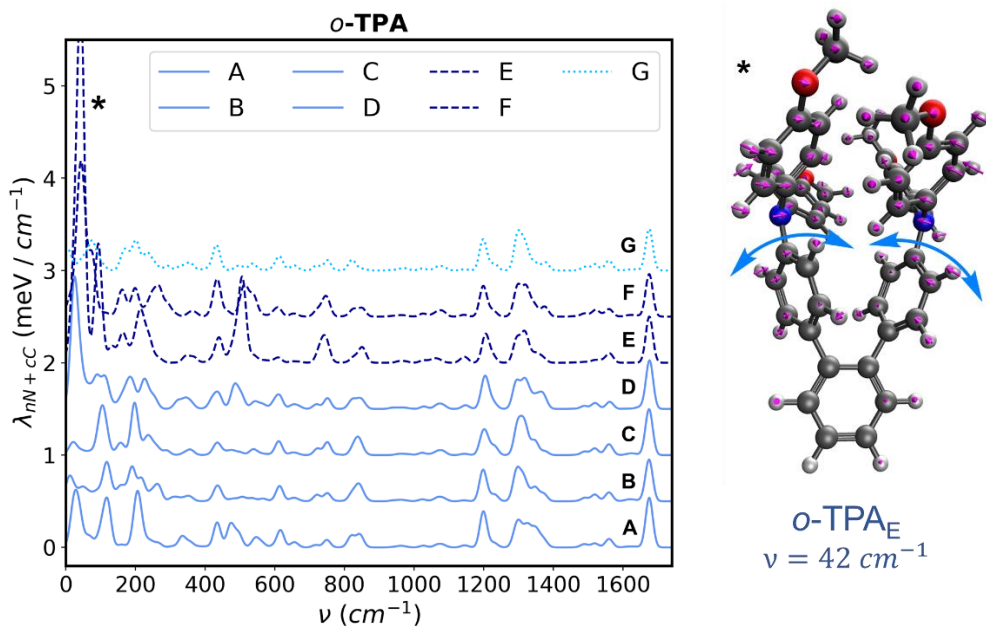 o-TPA
A C E G
B D F
*
5
4
3
2
1
0
λnN + cC (meV / cm⁻¹)
G
F
E
D
C
B
A
0 200 400 600 800 1000 1200 1400 1600
ν (cm⁻¹)
*
o-TPAE
ν = 42 cm⁻¹